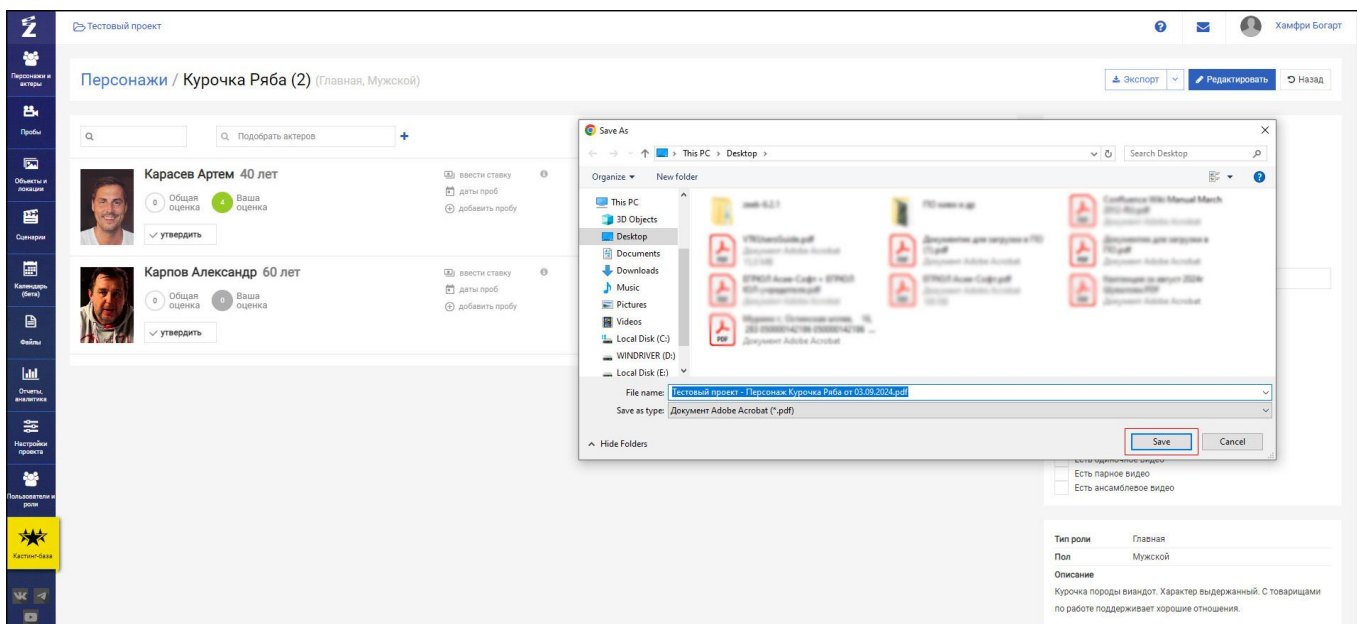 Z
Тестовый проект
Хамфри Богарт
Персонажи и
актеры
Пробы
Объекты и
локации
Сценарии
Календарь
(бета)
Файлы
Отчеты,
аналитика
Настройки
проекта
Пользователи и
роли
Кастинг-база
Персонажи / Курочка Ряба (2) (Главная, Мужской)
Экспорт
Редактировать
Назад
Подобрать актеров
Карасев Артем 40 лет
0 Общая оценка
4 Ваша оценка
утвердить
ввести ставку
даты проб
добавить пробу
Карпов Александр 60 лет
0 Общая оценка
0 Ваша оценка
утвердить
ввести ставку
даты проб
добавить пробу
Save As
This PC > Desktop >
Search Desktop
Organize
New folder
This PC
3D Objects
Desktop
Documents
Downloads
Music
Pictures
Videos
Local Disk (C:)
WINDRIVER (D:)
Local Disk (E:)
File name: Тестовый проект - Персонаж Курочка Ряба от 03.09.2024.pdf
Save as type: Документ Adobe Acrobat (*.pdf)
Hide Folders
Save
Cancel
Есть парное видео
Есть ансамблевое видео
Тип роли Главная
Пол Мужской
Описание
Курочка породы виандот. Характер выдержанный. С товарищами
по работе поддерживает хорошие отношения.